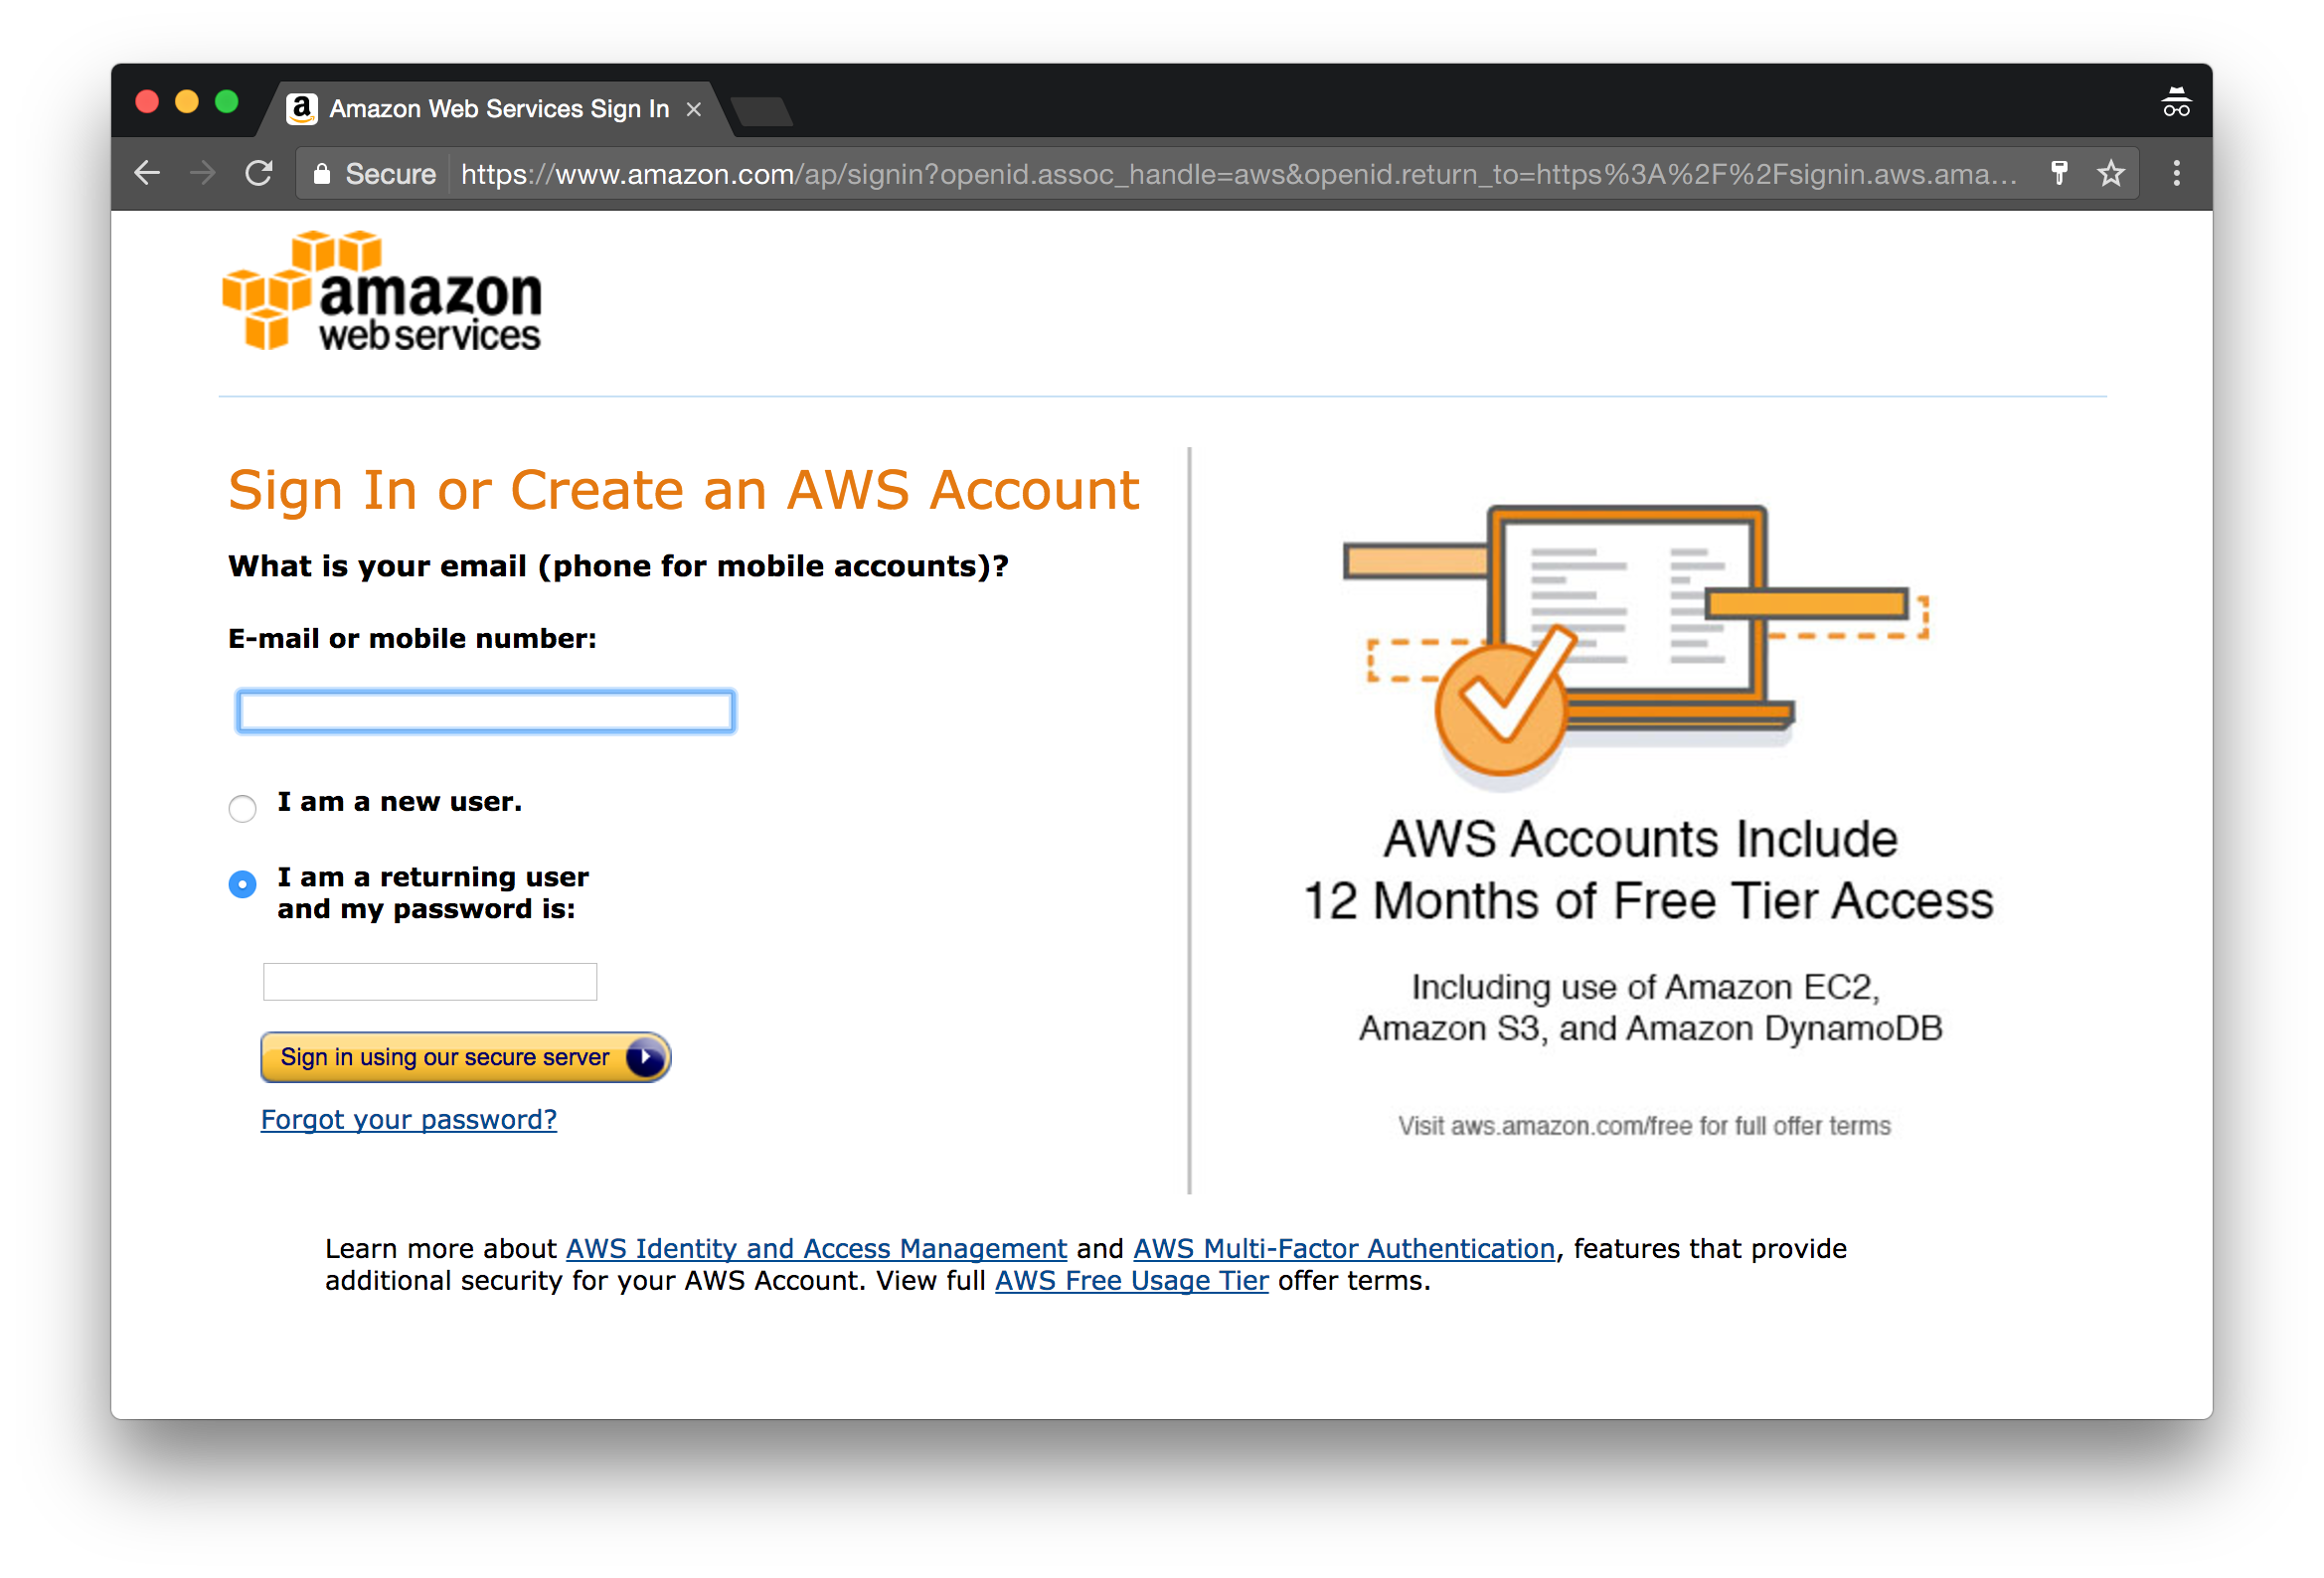 Amazon Web Services Sign In
Secure https://www.amazon.com/ap/signin?openid.assoc_handle=aws&openid.return_to=https%3A%2F%2Fsignin.aws.ama...
amazon
web services
Sign In or Create an AWS Account
What is your email (phone for mobile accounts)?
E-mail or mobile number:
I am a new user.
I am a returning user
and my password is:
Sign in using our secure server
Forgot your password?
AWS Accounts Include
12 Months of Free Tier Access
Including use of Amazon EC2,
Amazon S3, and Amazon DynamoDB
Visit aws.amazon.com/free for full offer terms
Learn more about AWS Identity and Access Management and AWS Multi-Factor Authentication, features that provide
additional security for your AWS Account. View full AWS Free Usage Tier offer terms.